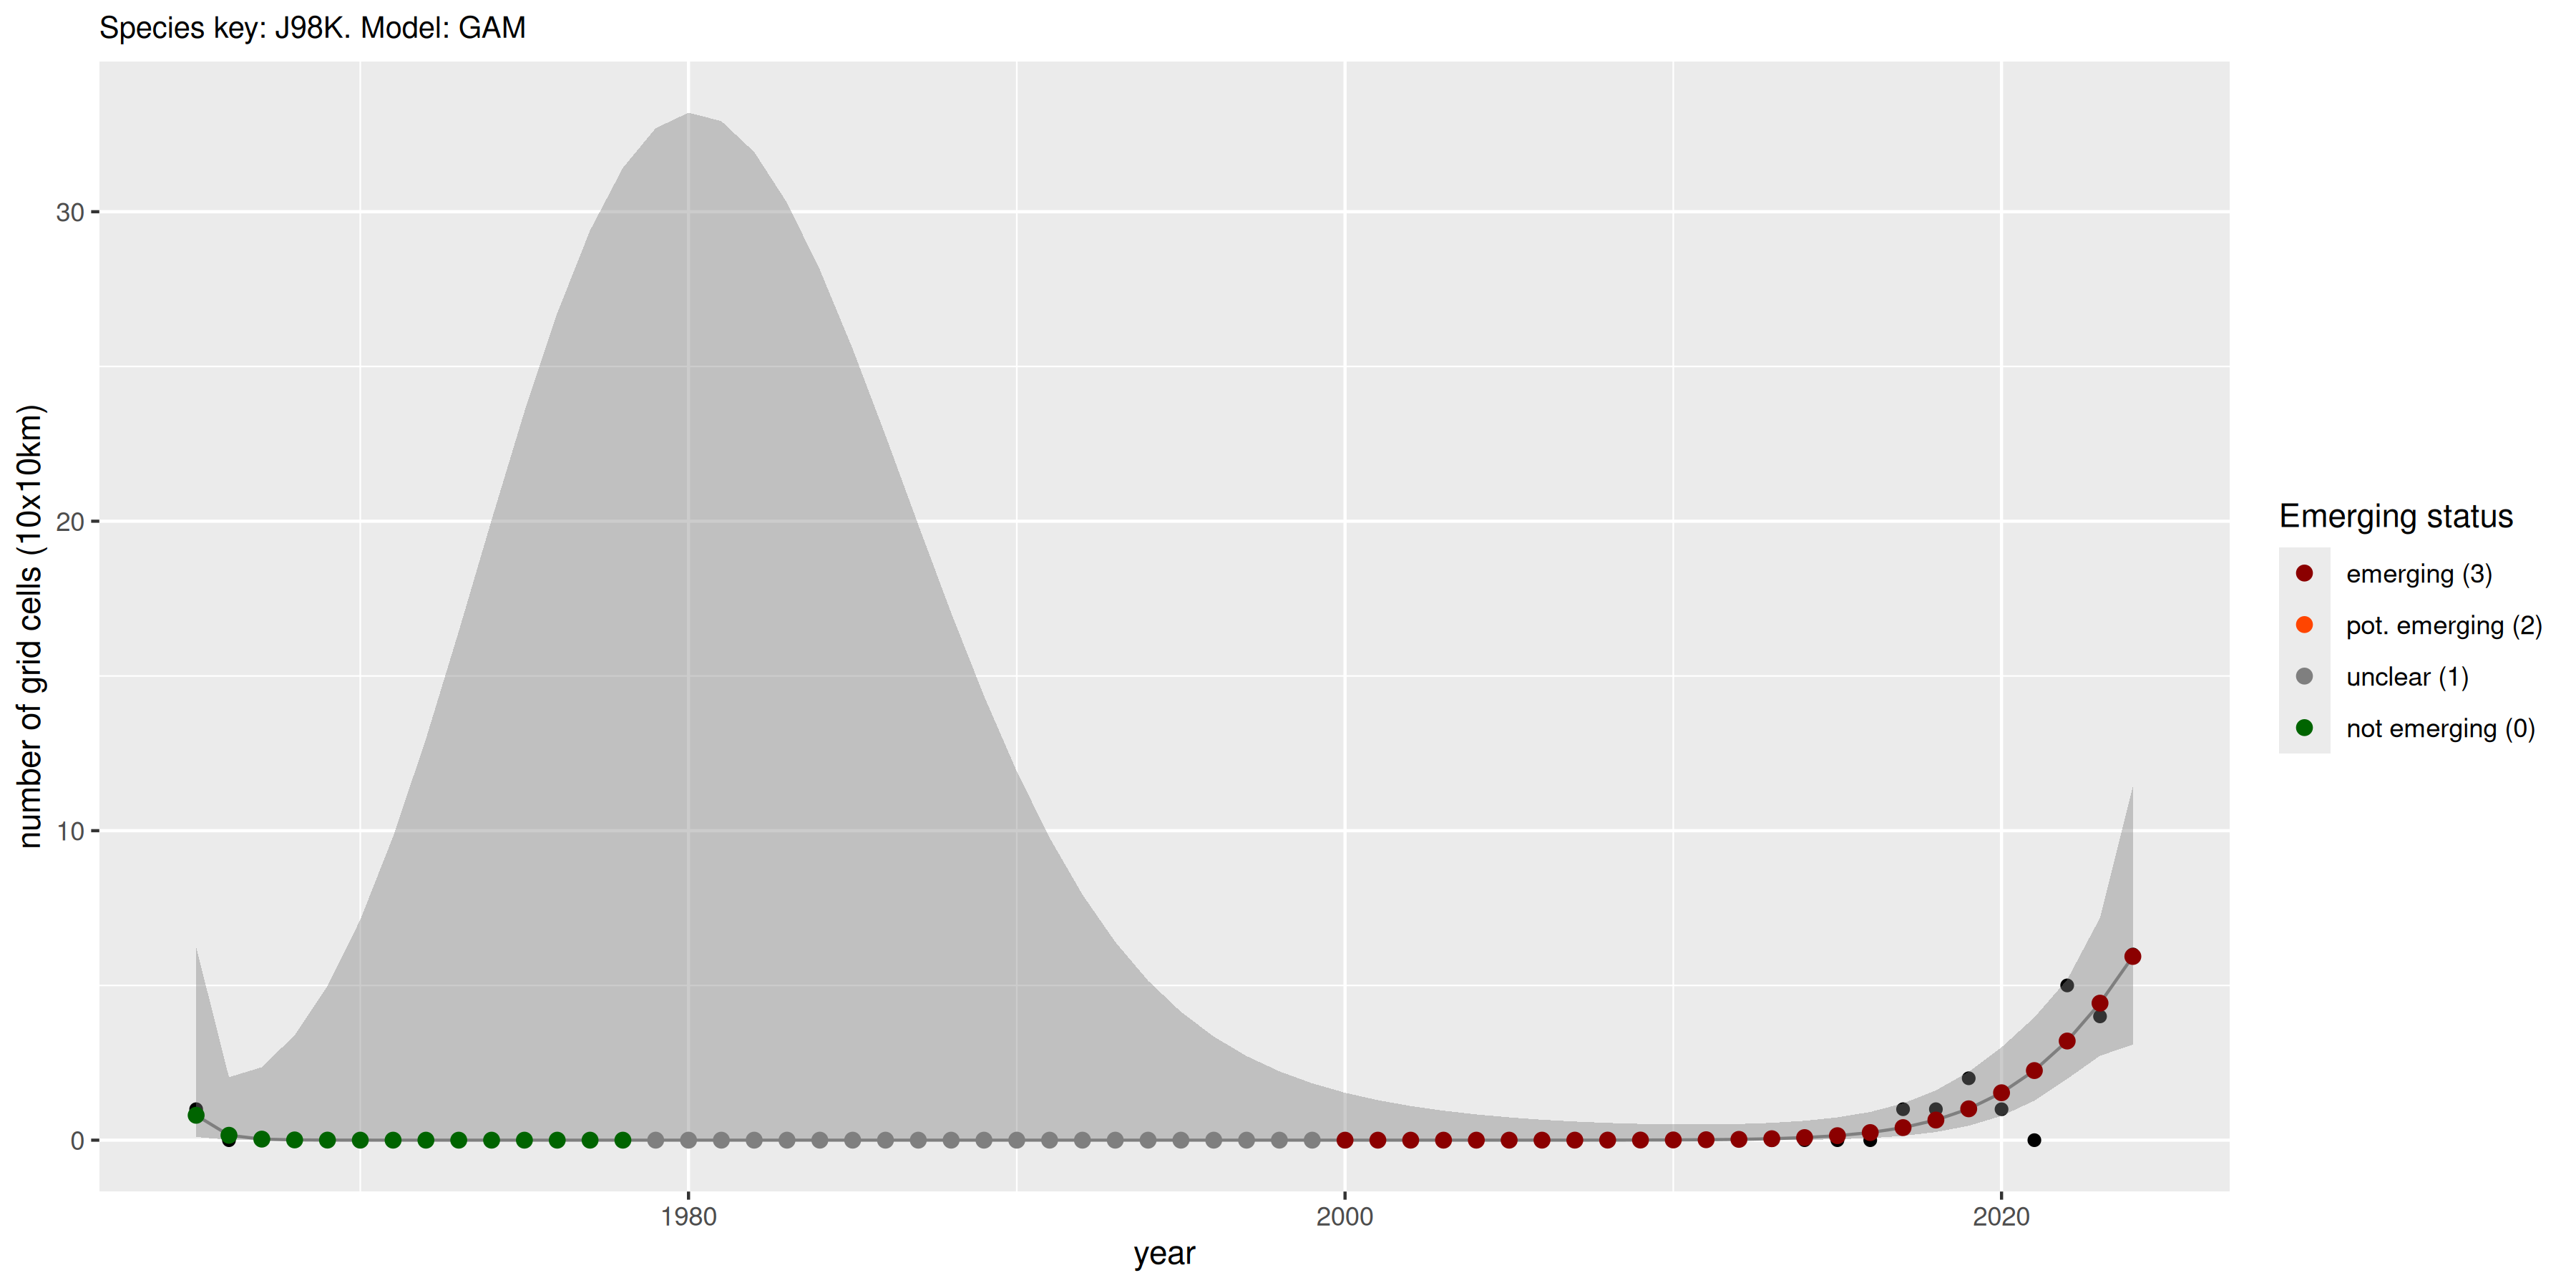 Species key: J98K. Model: GAM
number of grid cells (10x10km)
30
20
10
0
1980
2000
2020
year
Emerging status
emerging (3)
pot. emerging (2)
unclear (1)
not emerging (0)